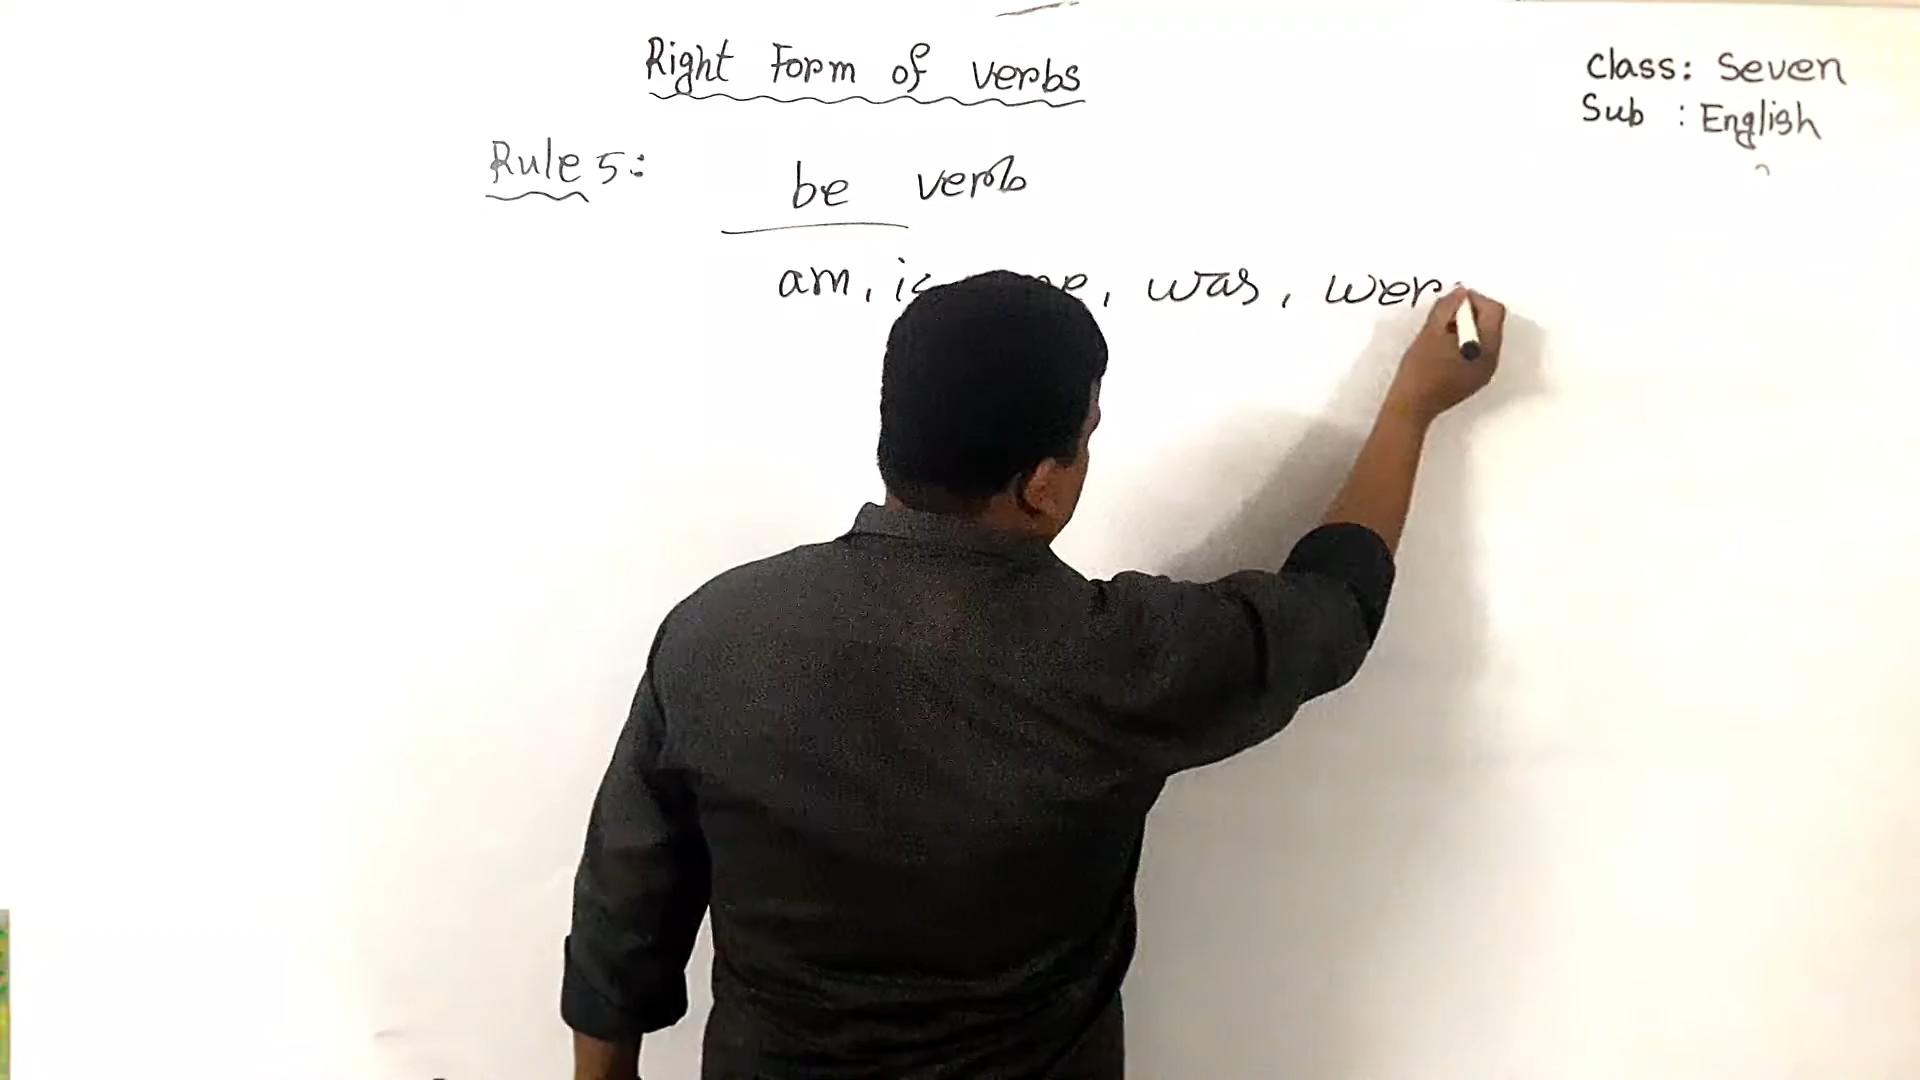 Right Form of verbs
Class: Seven
Sub : English
Rule 5:
be verb
am, was,